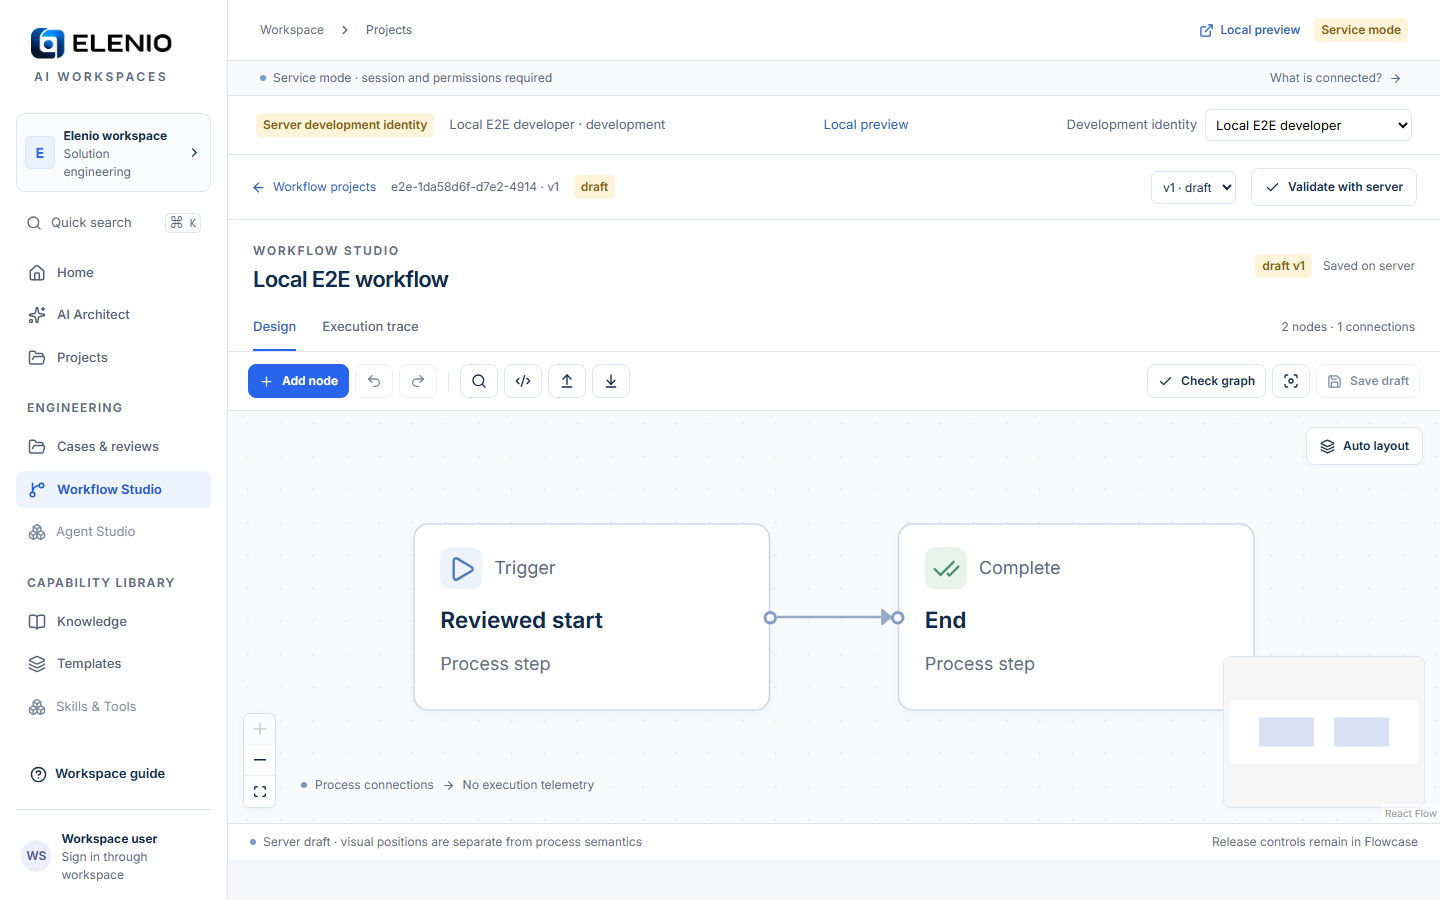 ELENIO
AI WORKSPACES
E
Elenio workspace
Solution
engineering
Quick search
⌘ K
Home
AI Architect
Projects
ENGINEERING
Cases & reviews
Workflow Studio
Agent Studio
CAPABILITY LIBRARY
Knowledge
Templates
Skills & Tools
Workspace guide
WS
Workspace user
Sign in through
workspace
Workspace > Projects
Local preview
Service mode
Service mode · session and permissions required
What is connected? →
Server development identity
Local E2E developer · development
Local preview
Development identity
Local E2E developer
← Workflow projects
e2e-1da58d6f-d7e2-4914 · v1
draft
v1 · draft
Validate with server
WORKFLOW STUDIO
Local E2E workflow
draft v1
Saved on server
Design
Execution trace
2 nodes · 1 connections
+ Add node
Check graph
Save draft
Auto layout
Trigger
Reviewed start
Process step
Complete
End
Process step
Process connections → No execution telemetry
React Flow
Server draft · visual positions are separate from process semantics
Release controls remain in Flowcase